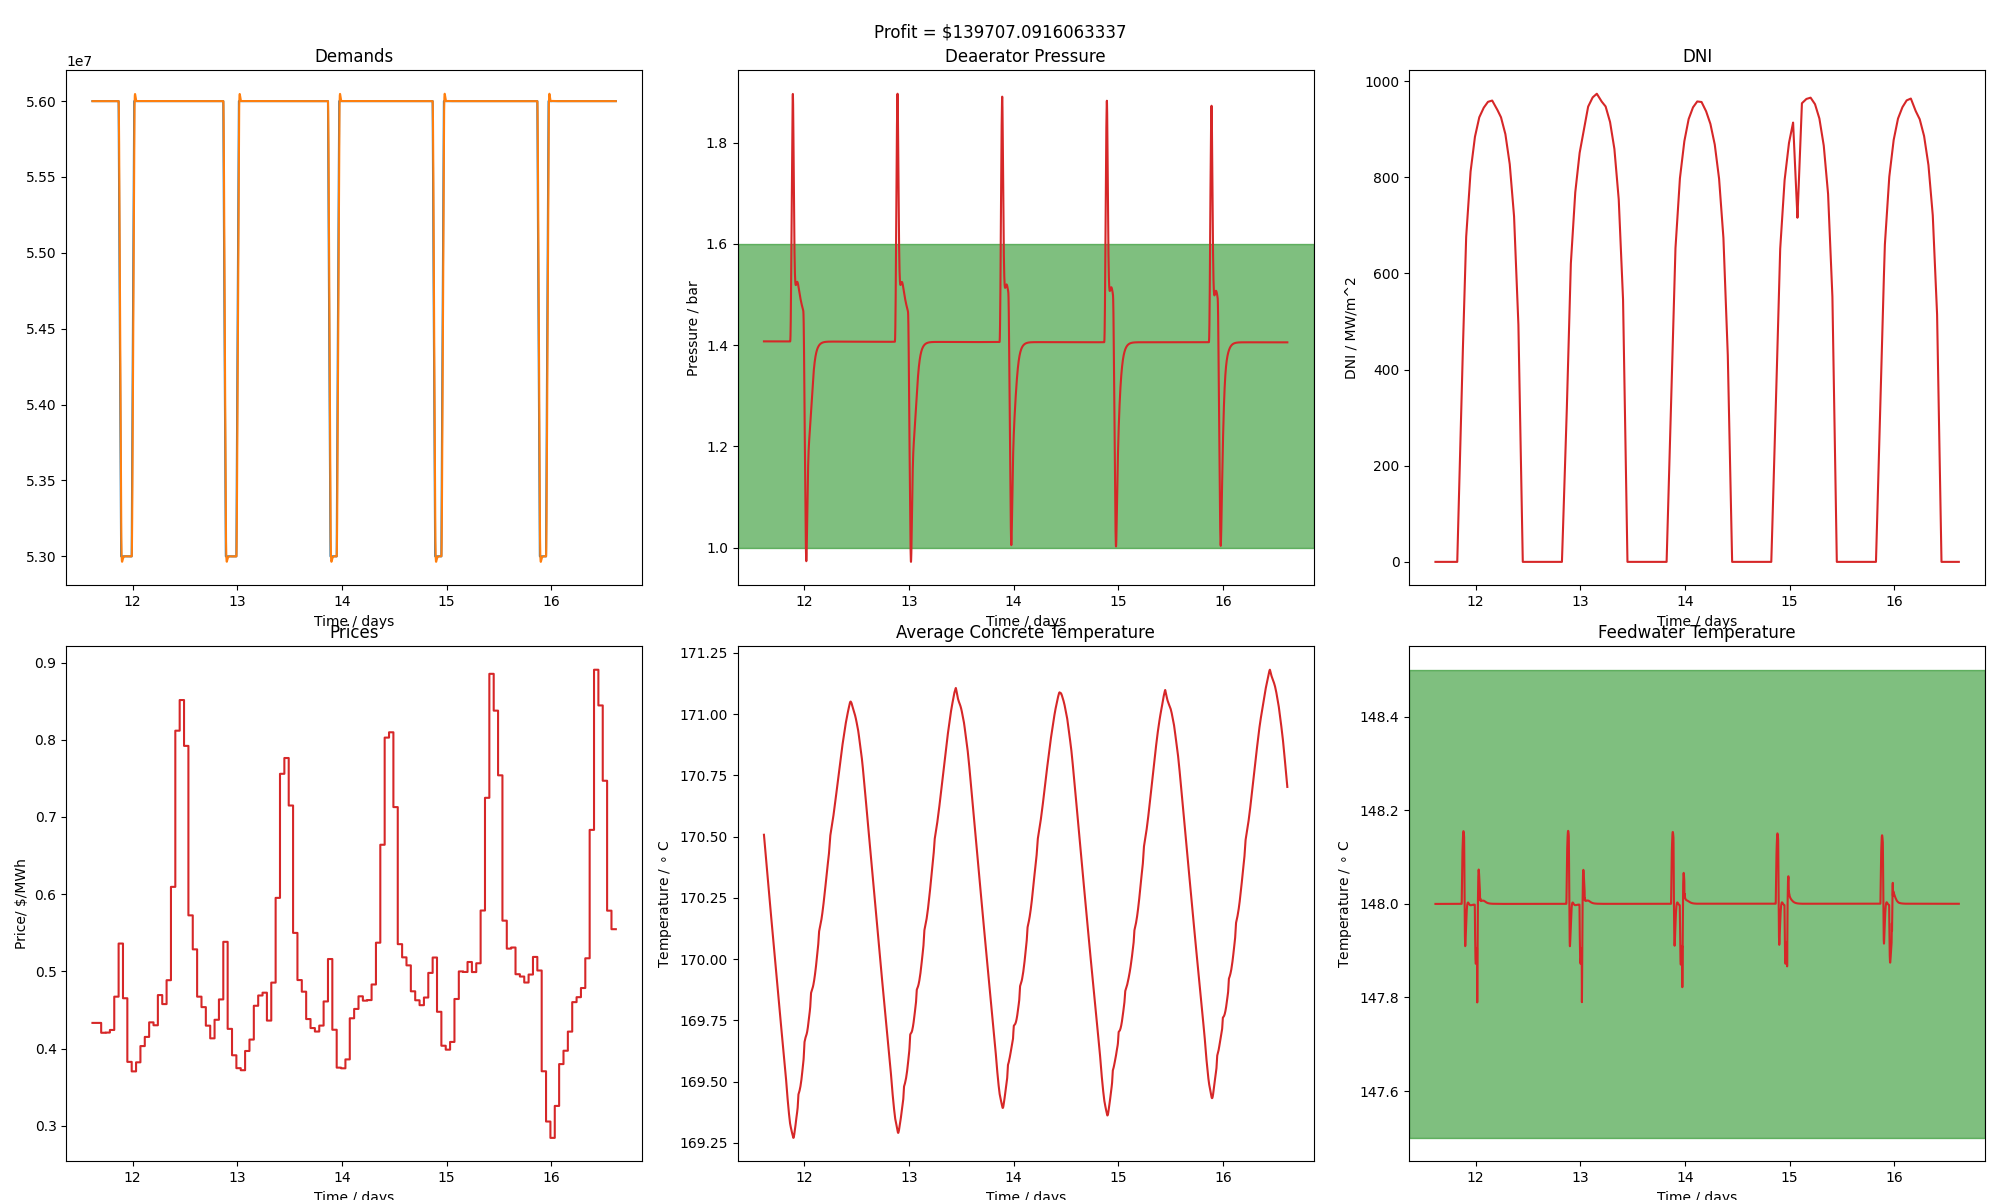 Profit = $139707.0916063337
Demands
1e7
5.60
5.55
5.50
5.45
5.40
5.35
5.30
12 13 14 15 16
Time / days
Deaerator Pressure
Pressure / bar
1.8
1.6
1.4
1.2
1.0
12 13 14 15 16
Time / days
DNI
DNI / MW/m^2
1000
800
600
400
200
0
12 13 14 15 16
Time / days
Prices
Price/ $/MWh
0.9
0.8
0.7
0.6
0.5
0.4
0.3
12 13 14 15 16
Time / days
Average Concrete Temperature
Temperature / ∘ C
171.25
171.00
170.75
170.50
170.25
170.00
169.75
169.50
169.25
12 13 14 15 16
Time / days
Feedwater Temperature
Temperature / ∘ C
148.4
148.2
148.0
147.8
147.6
12 13 14 15 16
Time / days